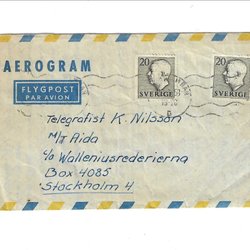 AEROGRAM
FLYGPOST
PAR AVION
20
SVERIGE
20
SVERIGE
Telegrafist K. Nilsson
M/T Aida
c/o Walleniusrederierna
Box 4085
Stockholm 4